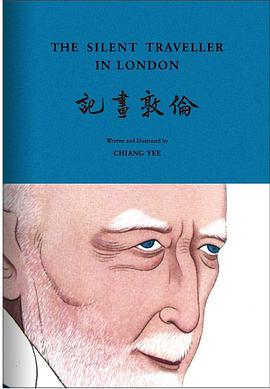 THE SILENT TRAVELLER
IN LONDON
倫敦畫記
Written and Illustrated by
CHIANG YEE